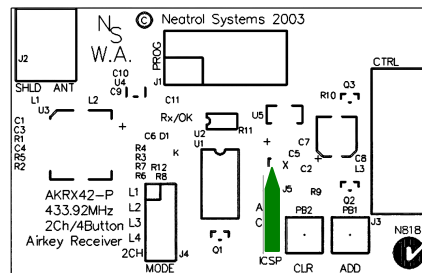 N S
W.A.
© Neatrol Systems 2003
CTRL
J2
SHLD ANT
PROG
J1
C10
U4
C9
C11
L1
L2
U3
C1
C3
R1
C4
C5
R2
Rx/OK
U2
R11
U5
R10
Q3
C6 D1
R4
R3
R7
R6
K
R12
R8
U1
C7
C5
C2
C8
L3
X
J5
R9
Q2
AKRX42-P
433.92MHz
2Ch/4Button
Airkey Receiver
L1
L2
L3
L4
2CH
J4
MODE
Q1
A
C
ICSP
PB2
CLR
PB1
ADD
J3
N818